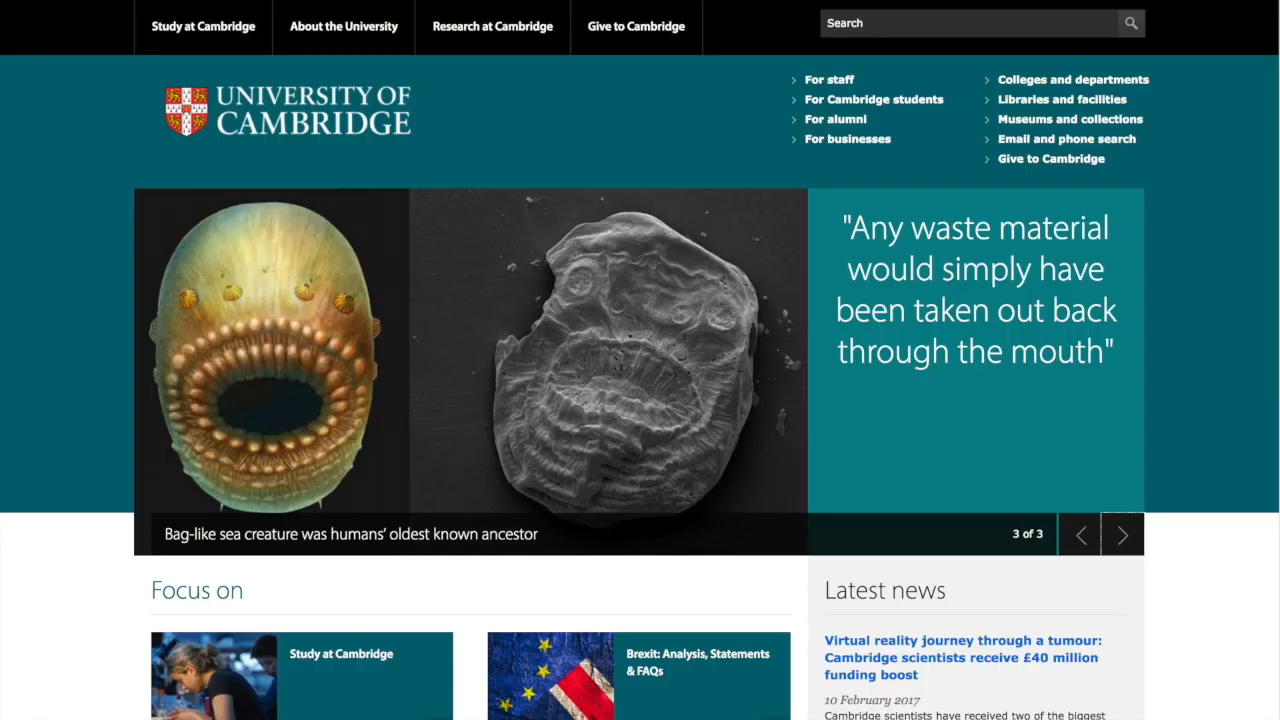 Study at Cambridge
About the University
Research at Cambridge
Give to Cambridge
Search
UNIVERSITY OF
CAMBRIDGE
For staff
For Cambridge students
For alumni
For businesses
Colleges and departments
Libraries and facilities
Museums and collections
Email and phone search
Give to Cambridge
"Any waste material
would simply have
been taken out back
through the mouth"
Bag-like sea creature was humans’ oldest known ancestor
3 of 3
Focus on
Study at Cambridge
Brexit: Analysis, Statements
& FAQs
Latest news
Virtual reality journey through a tumour:
Cambridge scientists receive £40 million
funding boost
10 February 2017
Cambridge scientists have received two of the biggest